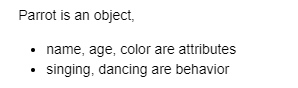 Parrot is an object,
• name, age, color are attributes
• singing, dancing are behavior